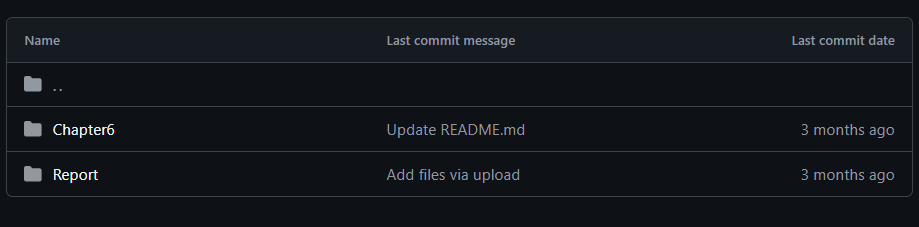 Name Last commit message Last commit date
..
Chapter6 Update README.md 3 months ago
Report Add files via upload 3 months ago